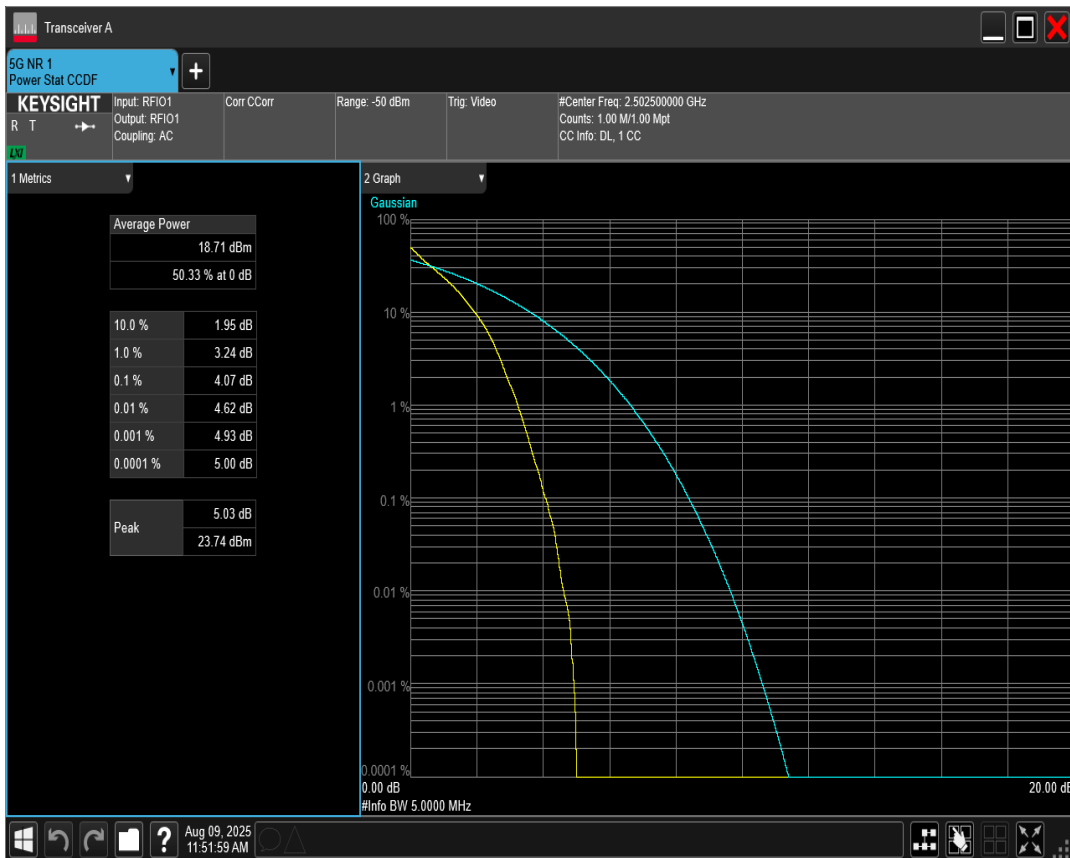 Transceiver A
5G NR 1
Power Stat CCDF
KEYSIGHT
R T
LXI
Input: RFIO1
Output: RFIO1
Coupling: AC
Corr CCorr
Range: -50 dBm
Trig: Video
#Center Freq: 2.502500000 GHz
Counts: 1.00 M/1.00 Mpt
CC Info: DL, 1 CC
1 Metrics
Average Power
18.71 dBm
50.33 % at 0 dB
10.0 % 1.95 dB
1.0 % 3.24 dB
0.1 % 4.07 dB
0.01 % 4.62 dB
0.001 % 4.93 dB
0.0001 % 5.00 dB
Peak
5.03 dB
23.74 dBm
2 Graph
Gaussian
100 %
10 %
1 %
0.1 %
0.01 %
0.001 %
0.0001 %
0.00 dB 20.00 dB
#Info BW 5.0000 MHz
?
Aug 09, 2025
11:51:59 AM